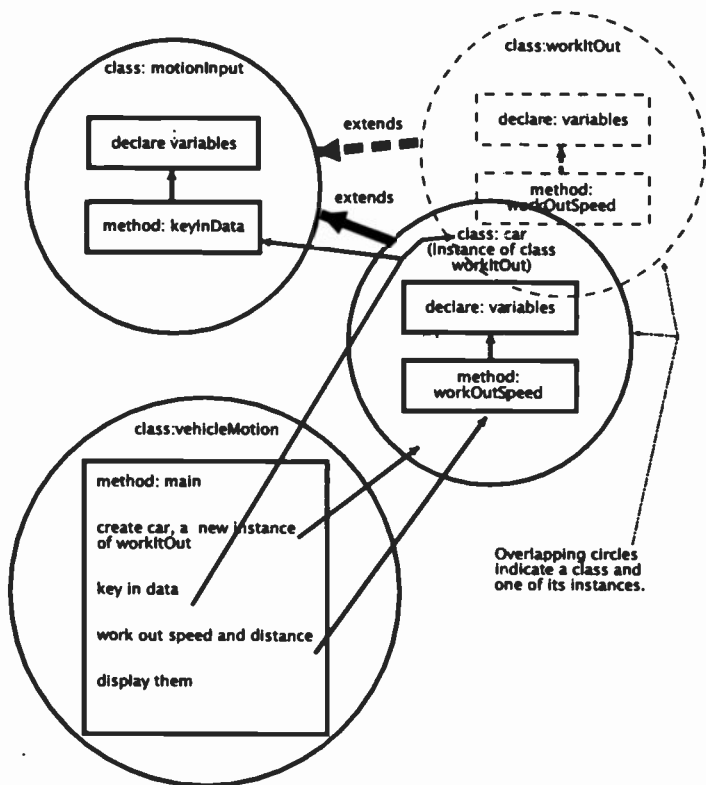 class: motionInput
declare variables
method: keyInData
extends
extends
class:workItOut
declare: variables
method:
workOutSpeed
class: car
(Instance of class
workItOut)
declare: variables
method:
workOutSpeed
class:vehicleMotion
method: main
create car, a new instance
of workItOut
key in data
work out speed and distance
display them
Overlapping circles
indicate a class and
one of its instances.